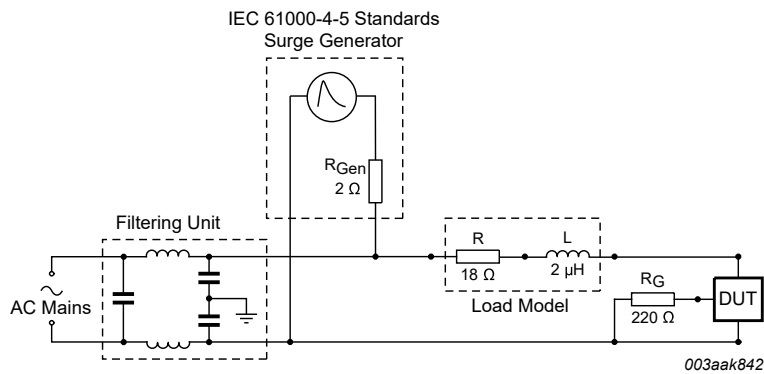 IEC 61000-4-5 Standards
Surge Generator
RGen
2 Ω
Filtering Unit
R
L
18 Ω
2 µH
RG
AC Mains
Load Model
220 Ω
DUT
003aak842